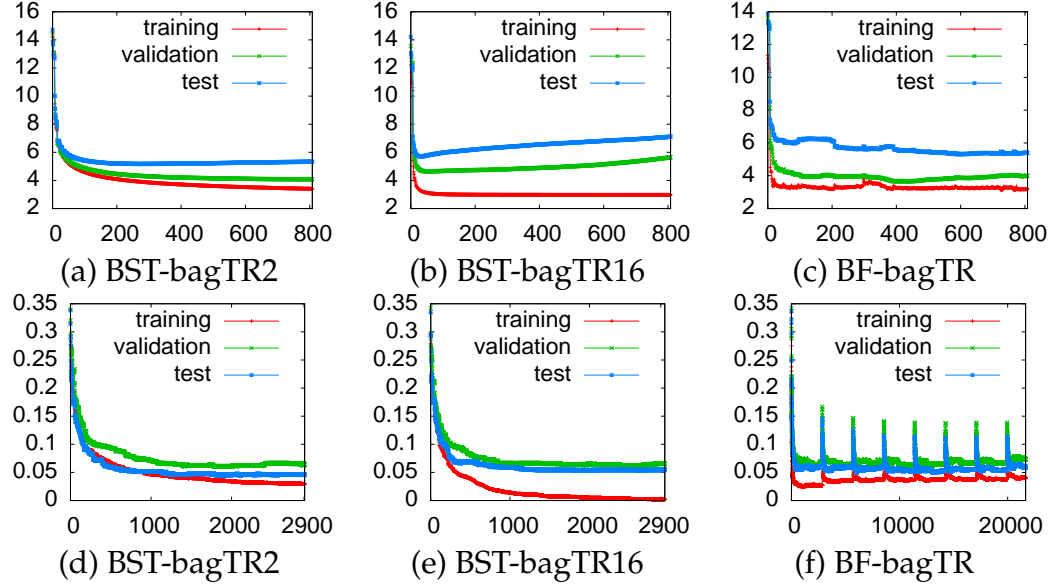 16
14
12
10
8
6
4
2
training
validation
test
0 200 400 600 800
(a) BST-bagTR2
16
14
12
10
8
6
4
2
training
validation
test
0 200 400 600 800
(b) BST-bagTR16
14
12
10
8
6
4
2
training
validation
test
0 200 400 600 800
(c) BF-bagTR
0.35
0.3
0.25
0.2
0.15
0.1
0.05
0
training
validation
test
0 1000 2000 2900
(d) BST-bagTR2
0.35
0.3
0.25
0.2
0.15
0.1
0.05
0
training
validation
test
0 1000 2000 2900
(e) BST-bagTR16
0.35
0.3
0.25
0.2
0.15
0.1
0.05
0
training
validation
test
0 10000 20000
(f) BF-bagTR